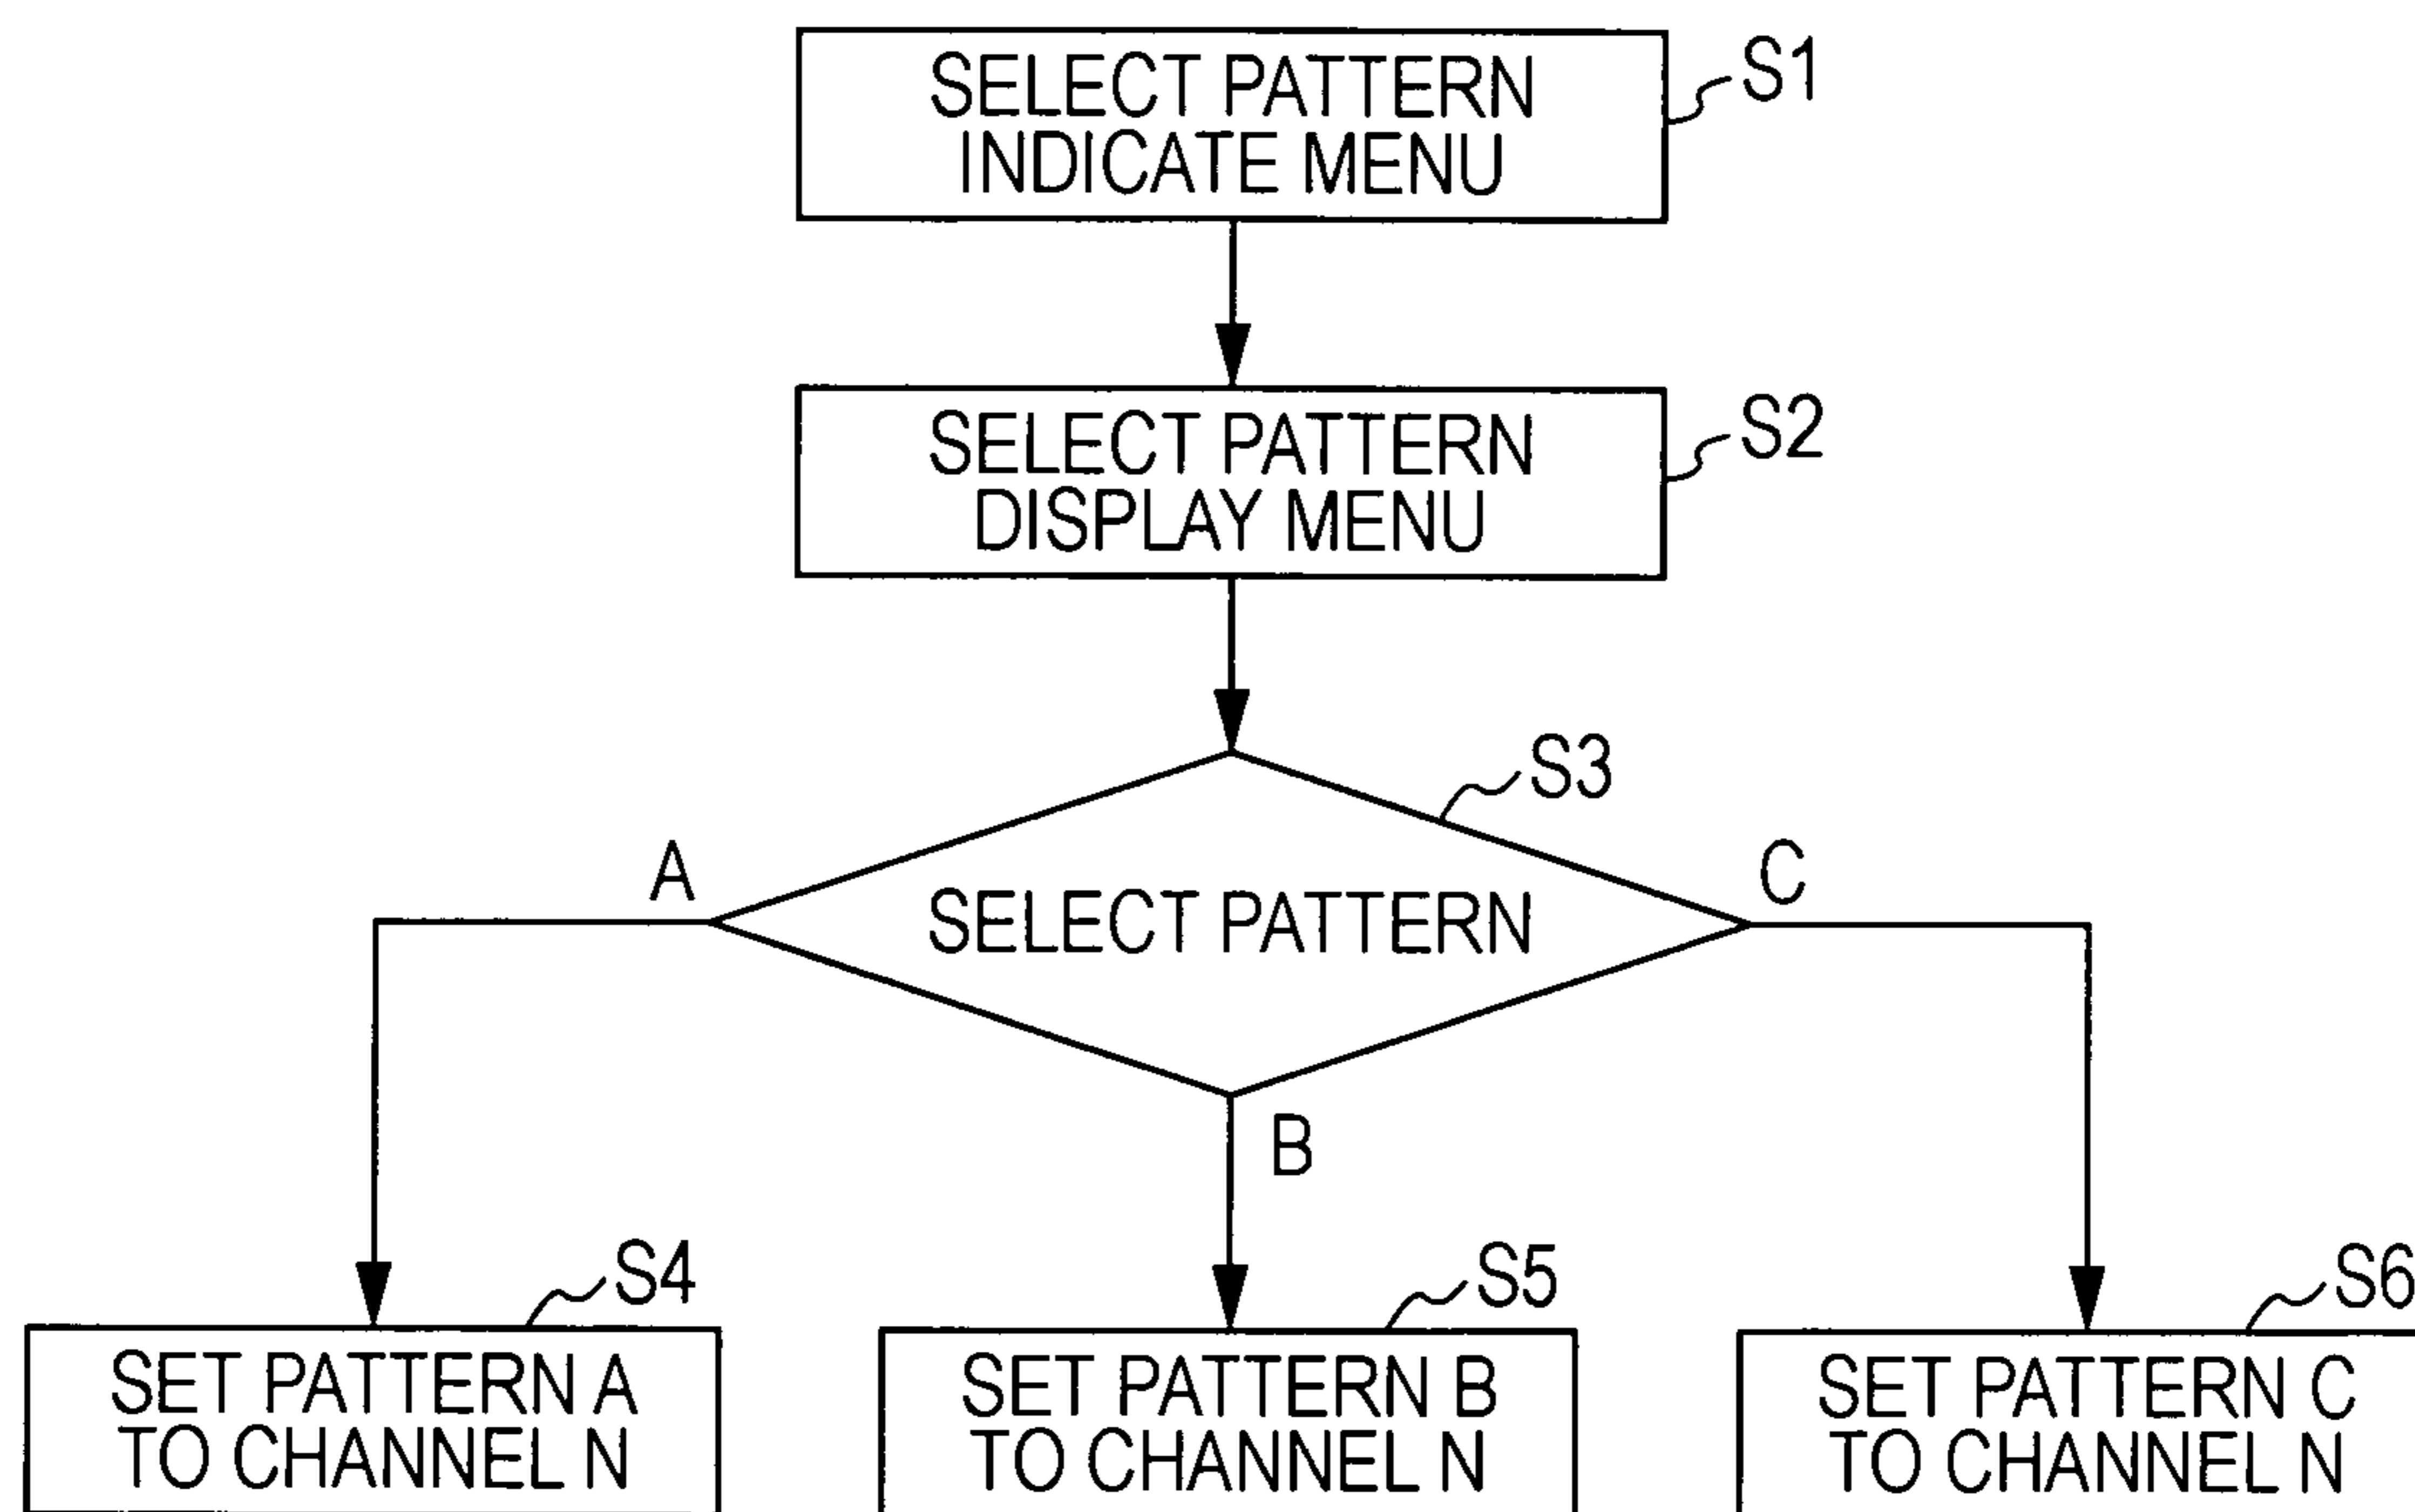 SELECT PATTERN
INDICATE MENU
S1
SELECT PATTERN
DISPLAY MENU
S2
S3
A
C
SELECT PATTERN
B
S4
S5
S6
SET PATTERN A
TO CHANNEL N
SET PATTERN B
TO CHANNEL N
SET PATTERN C
TO CHANNEL N